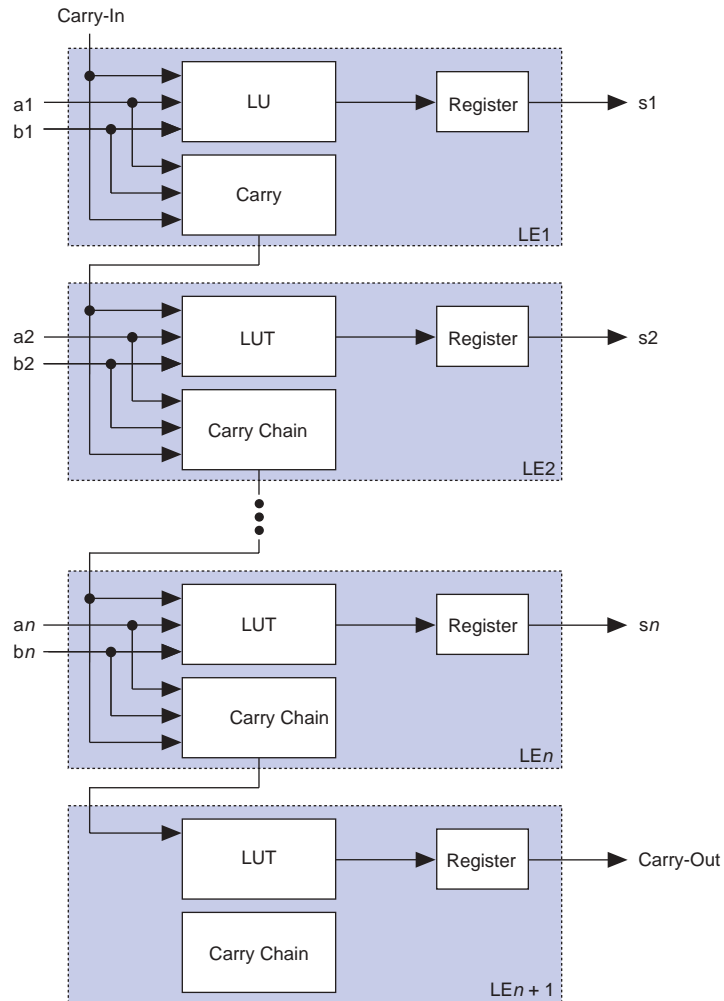 Carry-In
a1
b1
LU
Register
s1
Carry
LE1
a2
b2
LUT
Register
s2
Carry Chain
LE2
an
bn
LUT
Register
sn
Carry Chain
LEn
LUT
Register
Carry-Out
Carry Chain
LEn + 1